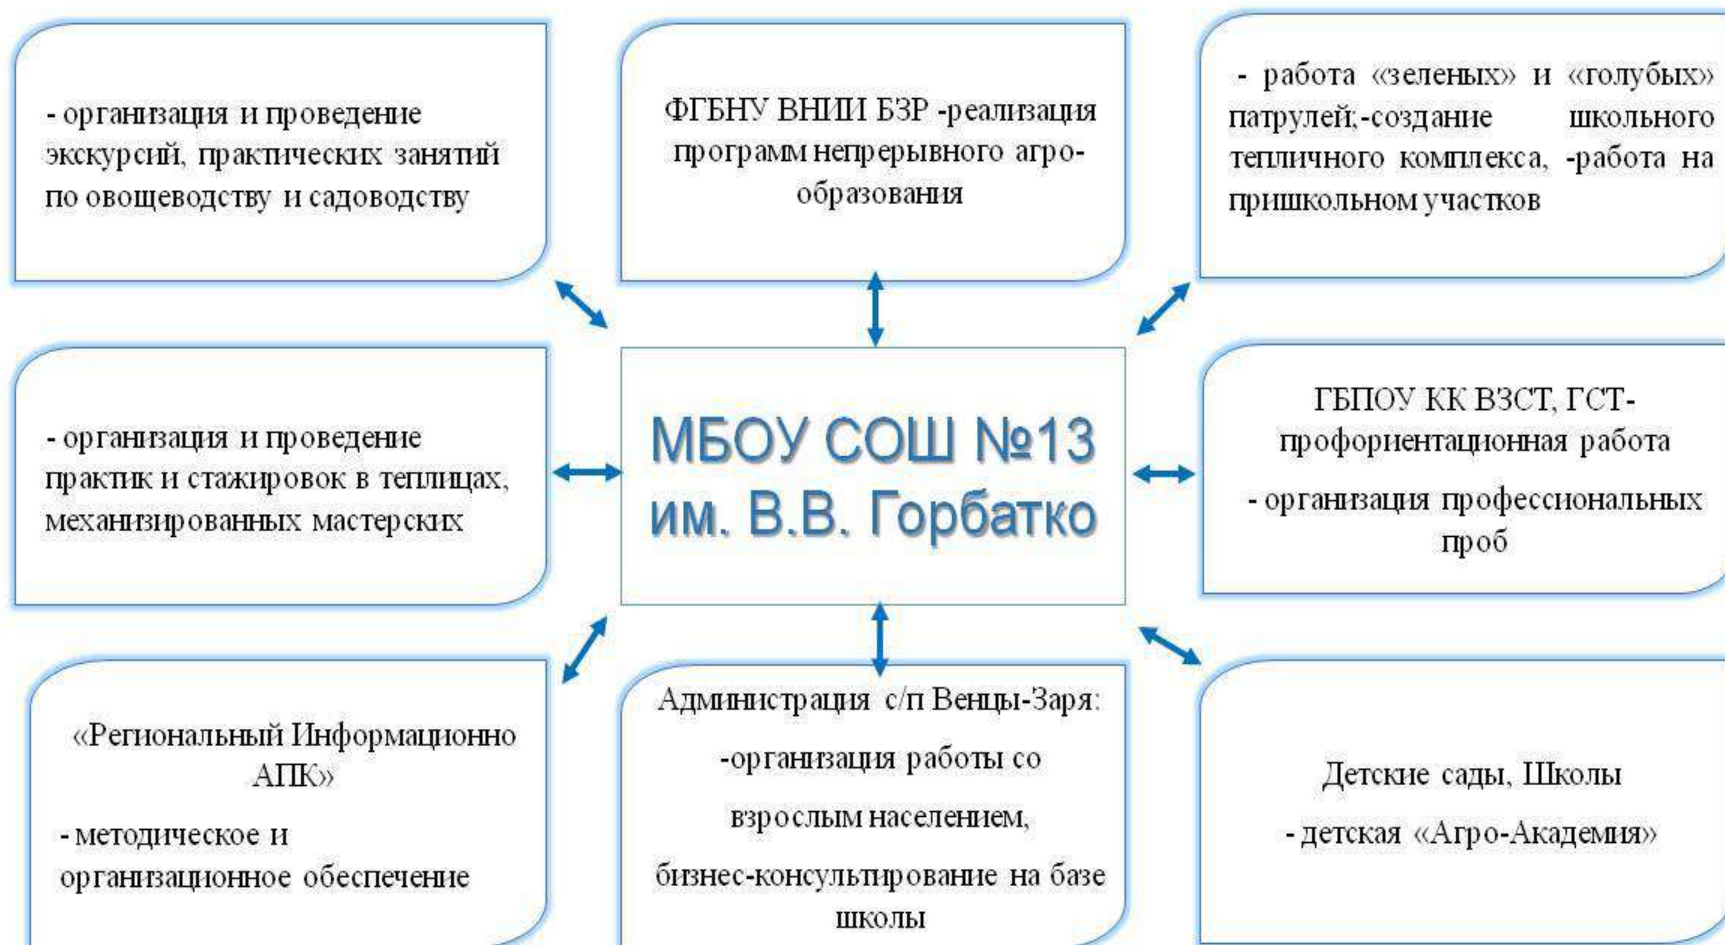 - организация и проведение
экскурсий, практических занятий
по овощеводству и садоводству
ФГБНУ ВНИИ БЗР -реализация
программ непрерывного агро-
образования
- работа «зеленых» и «голубых»
патрулей;-создание школьного
тепличного комплекса, -работа на
пришкольном участков
- организация и проведение
практик и стажировок в теплицах,
механизированных мастерских
МБОУ СОШ №13
им. В.В. Горбатко
ГБПОУ КК ВЗСТ, ГСТ-
профориентационная работа
- организация профессиональных
проб
«Региональный Информационно
АПК»
- методическое и
организационное обеспечение
Администрация с/п Венцы-Заря:
-организация работы со
взрослым населением,
бизнес-консультирование на базе
школы
Детские сады, Школы
- детская «Агро-Академия»